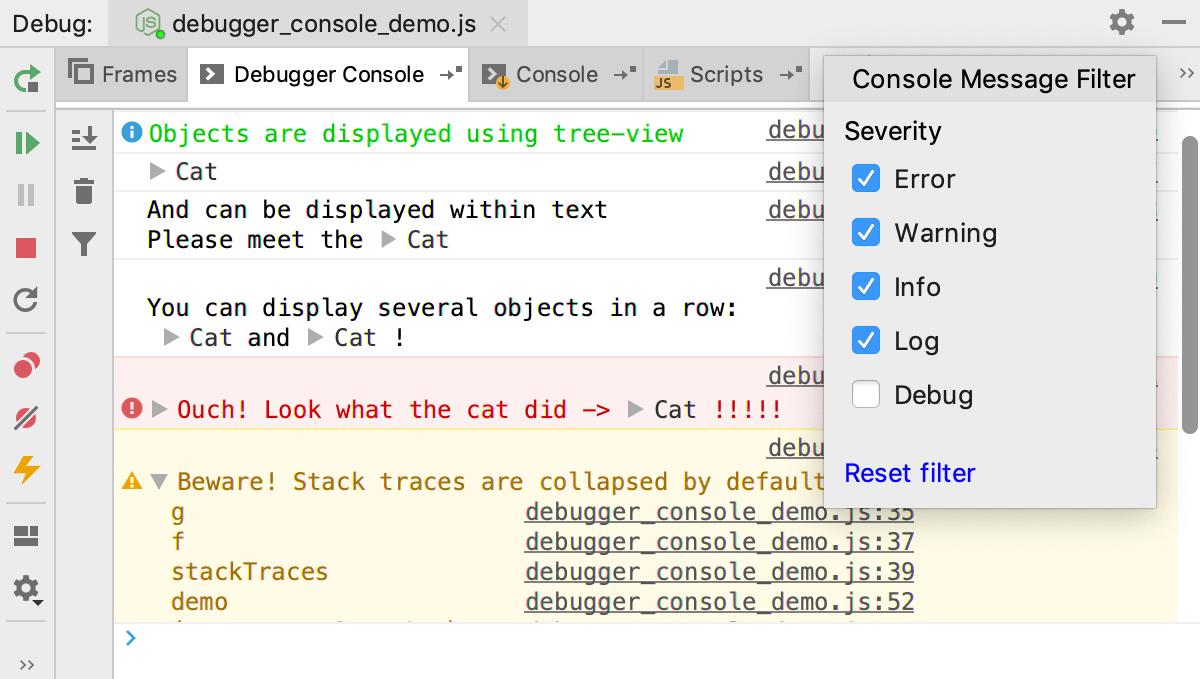 Debug: debugger_console_demo.js
Frames Debugger Console Console Scripts
Console Message Filter
Objects are displayed using tree-view debu
Cat debu
And can be displayed within text debu
Please meet the Cat
debu
You can display several objects in a row:
Cat and Cat !
debu
Ouch! Look what the cat did -> Cat !!!!!
debu
Beware! Stack traces are collapsed by default
g debugger_console_demo.js:35
f debugger_console_demo.js:37
stackTraces debugger_console_demo.js:39
demo debugger_console_demo.js:52
Severity
Error
Warning
Info
Log
Debug
Reset filter